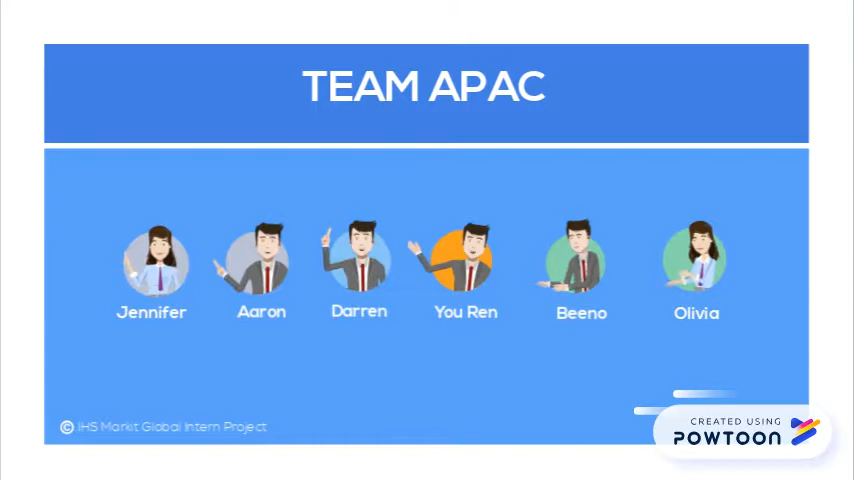 TEAM APAC
Jennifer
Aaron
Darren
You Ren
Beeno
Olivia
© IHS Markit Global Intern Project
CREATED USING
POWTOON